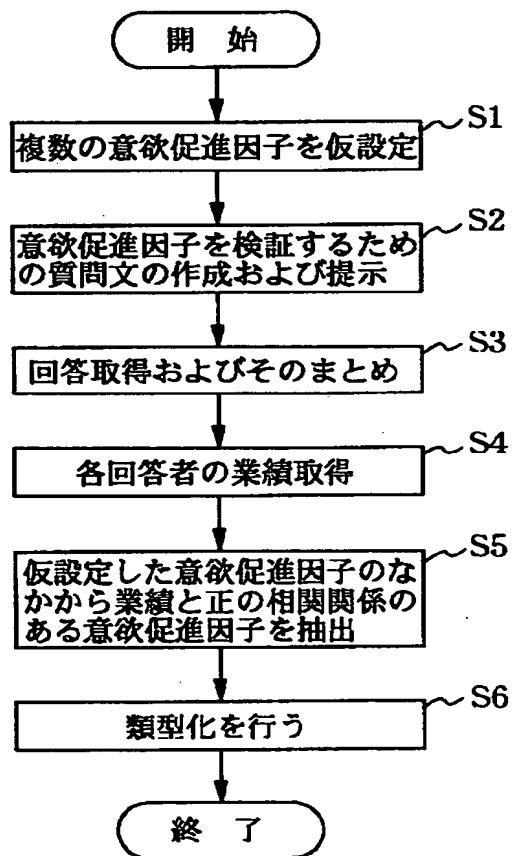 開 始
S1
複数の意欲促進因子を仮設定
S2
意欲促進因子を検証するため
の質問文の作成および提示
S3
回答取得およびそのまとめ
S4
各回答者の業績取得
S5
仮設定した意欲促進因子のな
かから業績と正の相関関係の
ある意欲促進因子を抽出
S6
類型化を行う
終 了